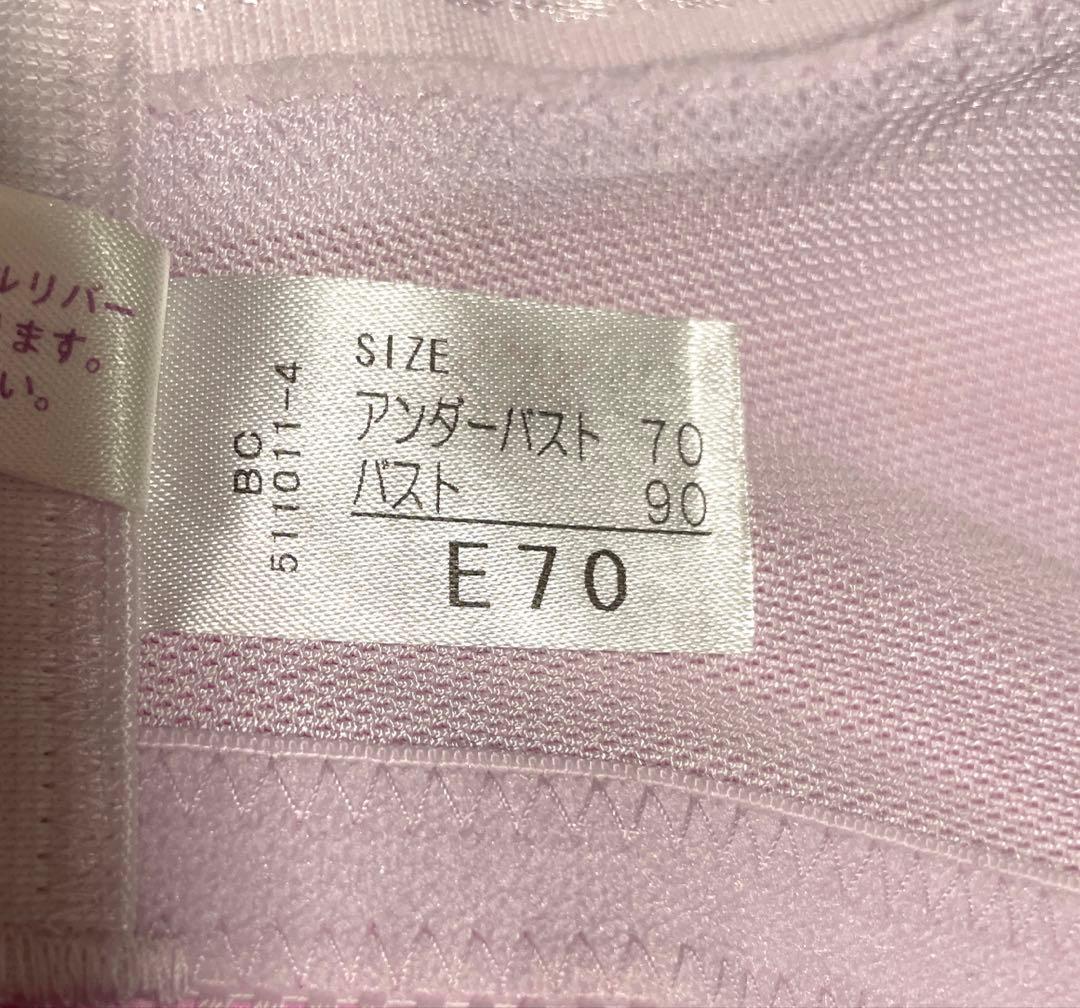 ルリバー
ます。
い。
BC
511011-4
SIZE
アンダーバスト 70
バスト 90
E70